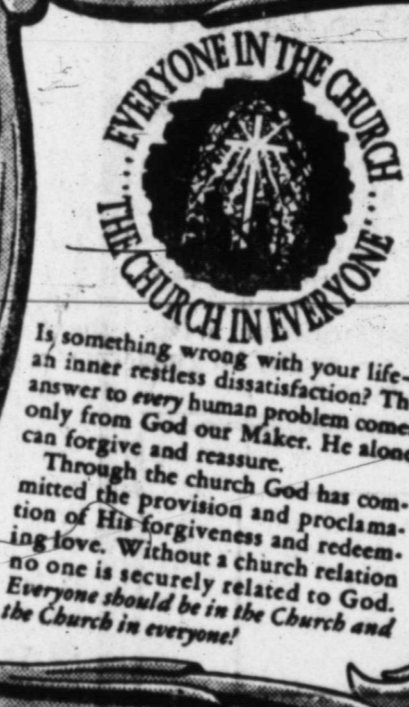 EVERYONE IN THE CHURCH...
THE CHURCH IN EVERYONE...
Is something wrong with your life-
an inner restless dissatisfaction? Th
answer to every human problem come
only from God our Maker. He alone
can forgive and reassure.
Through the church God has com-
mitted the provision and proclama-
tion of His forgiveness and redeem-
ing love. Without a church relation
no one is securely related to God.
Everyone should be in the Church and
the Church in everyone!